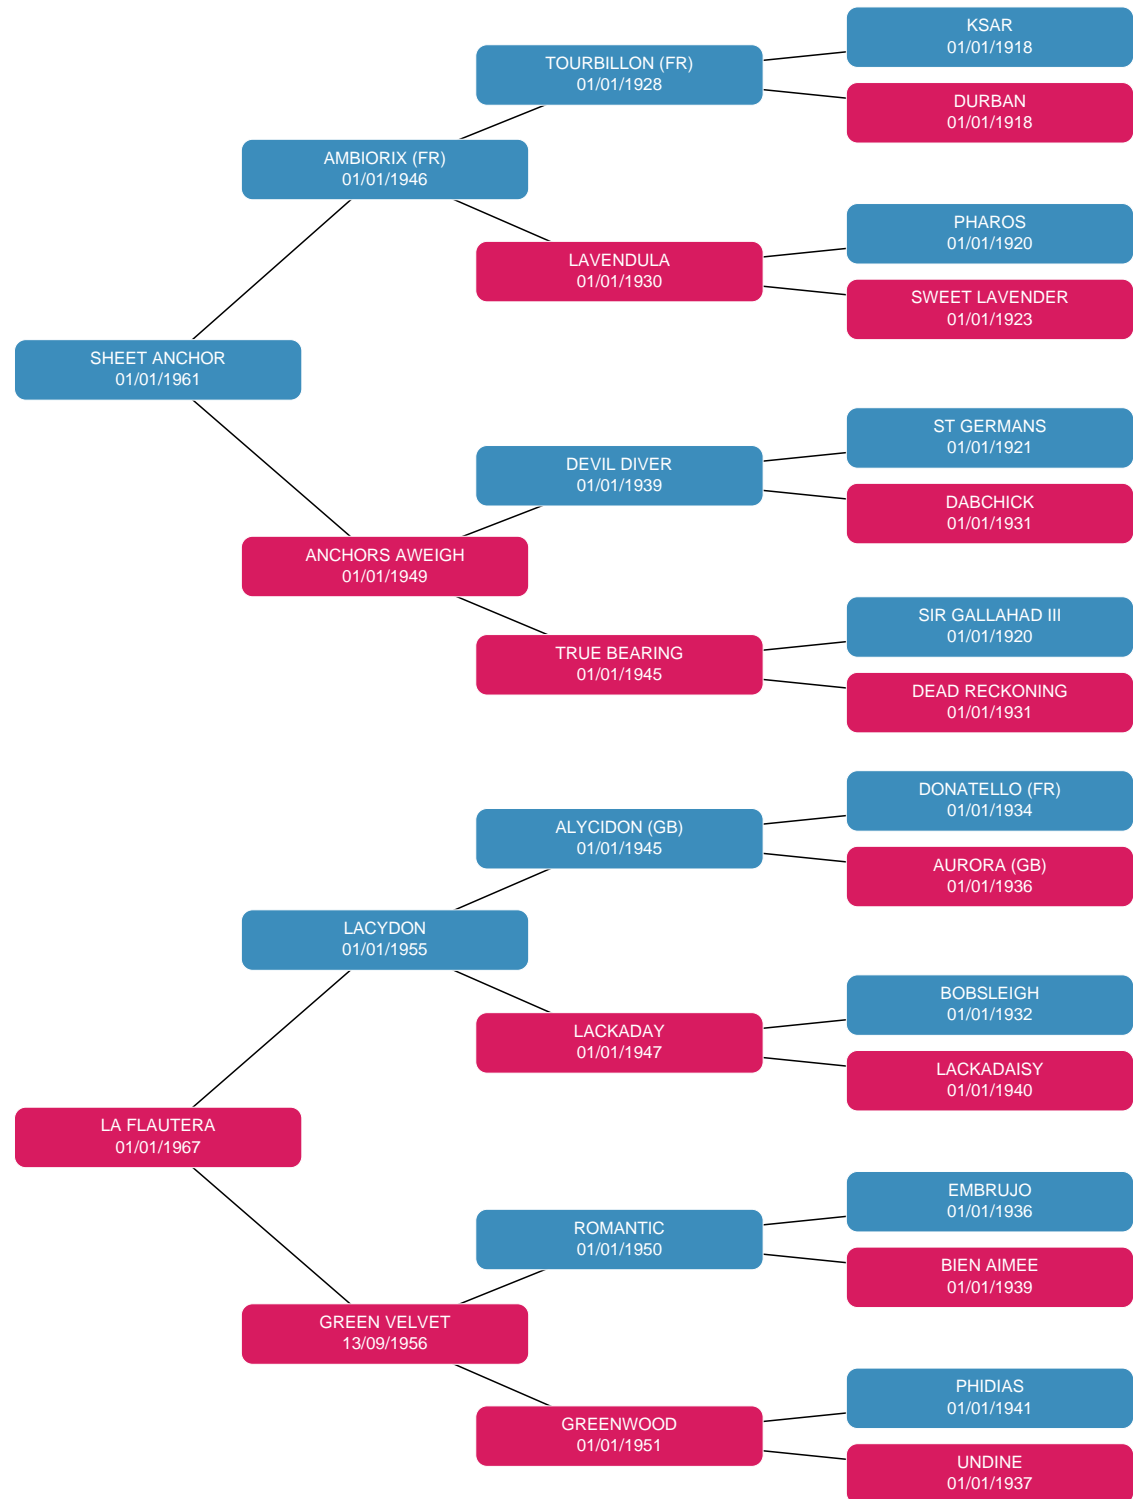 KSAR
01/01/1918
TOURBILLON (FR)
01/01/1928
DURBAN
01/01/1918
AMBIORIX (FR)
01/01/1946
PHAROS
01/01/1920
LAVENDULA
01/01/1930
SWEET LAVENDER
01/01/1923
SHEET ANCHOR
01/01/1961
ST GERMANS
01/01/1921
DEVIL DIVER
01/01/1939
DABCHICK
01/01/1931
ANCHORS AWEIGH
01/01/1949
SIR GALLAHAD III
01/01/1920
TRUE BEARING
01/01/1945
DEAD RECKONING
01/01/1931
DONATELLO (FR)
01/01/1934
ALYCIDON (GB)
01/01/1945
AURORA (GB)
01/01/1936
LACYDON
01/01/1955
BOBSLEIGH
01/01/1932
LACKADAY
01/01/1947
LACKADAISY
01/01/1940
LA FLAUTERA
01/01/1967
EMBRUJO
01/01/1936
ROMANTIC
01/01/1950
BIEN AIMEE
01/01/1939
GREEN VELVET
13/09/1956
PHIDIAS
01/01/1941
GREENWOOD
01/01/1951
UNDINE
01/01/1937